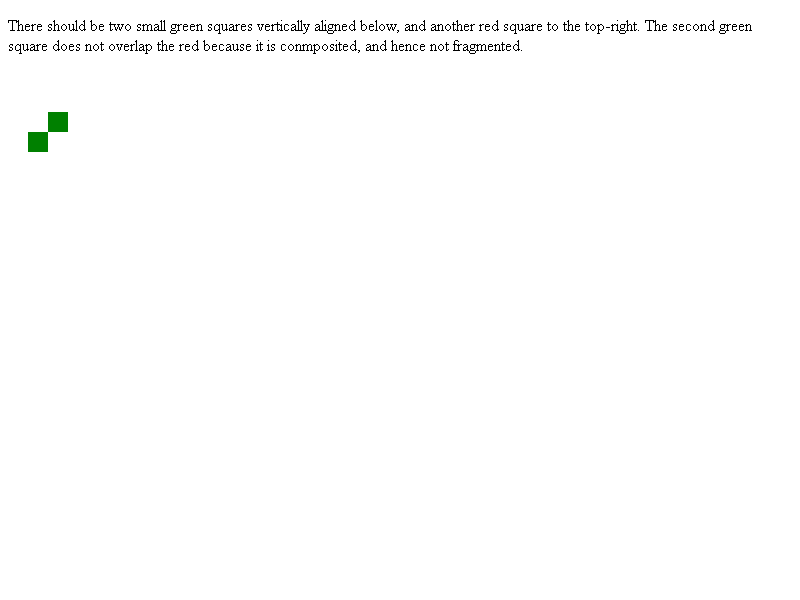 There should be two small green squares vertically aligned below, and another red square to the top-right. The second green
square does not overlap the red because it is conmposited, and hence not fragmented.